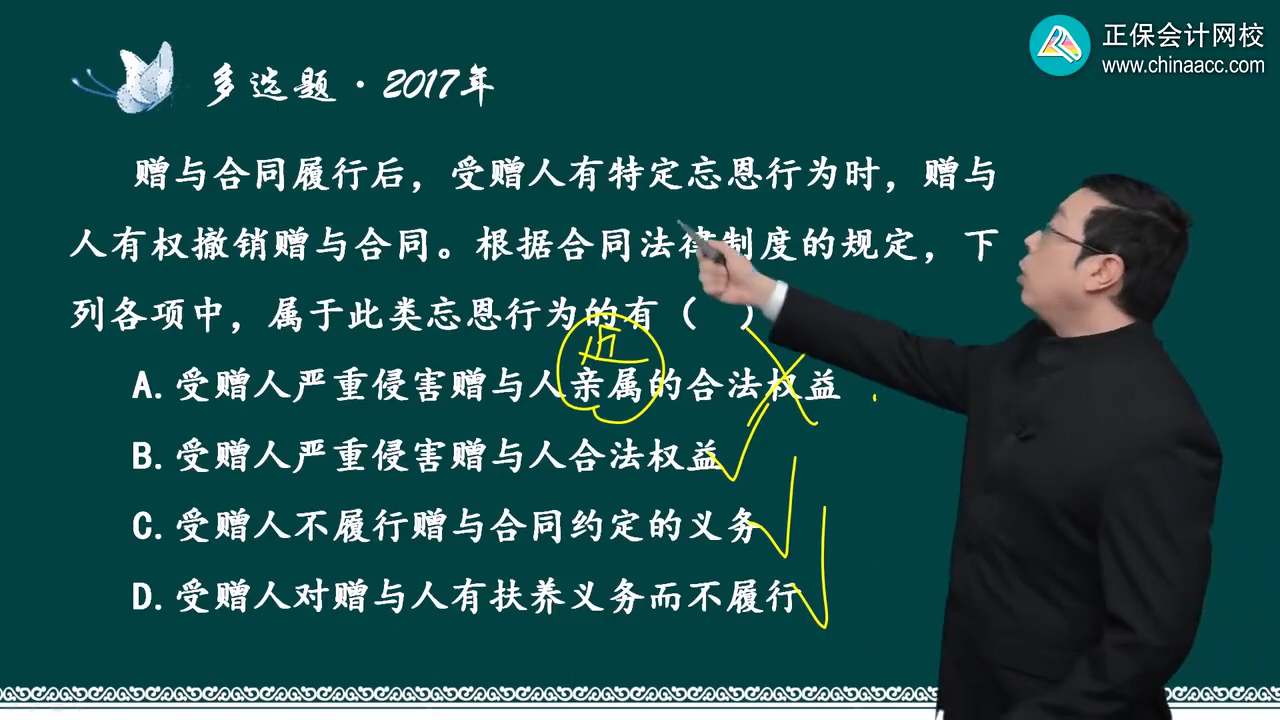 正保会计网校
www.chinaacc.com
多选题·2017年
赠与合同履行后，受赠人有特定忘恩行为时，赠与
人有权撤销赠与合同。根据合同法律制度的规定，下
列各项中，属于此类忘恩行为的有（ ）
近
A.受赠人严重侵害赠与人亲属的合法权益
B.受赠人严重侵害赠与人合法权益
C.受赠人不履行赠与合同约定的义务
D.受赠人对赠与人有扶养义务而不履行